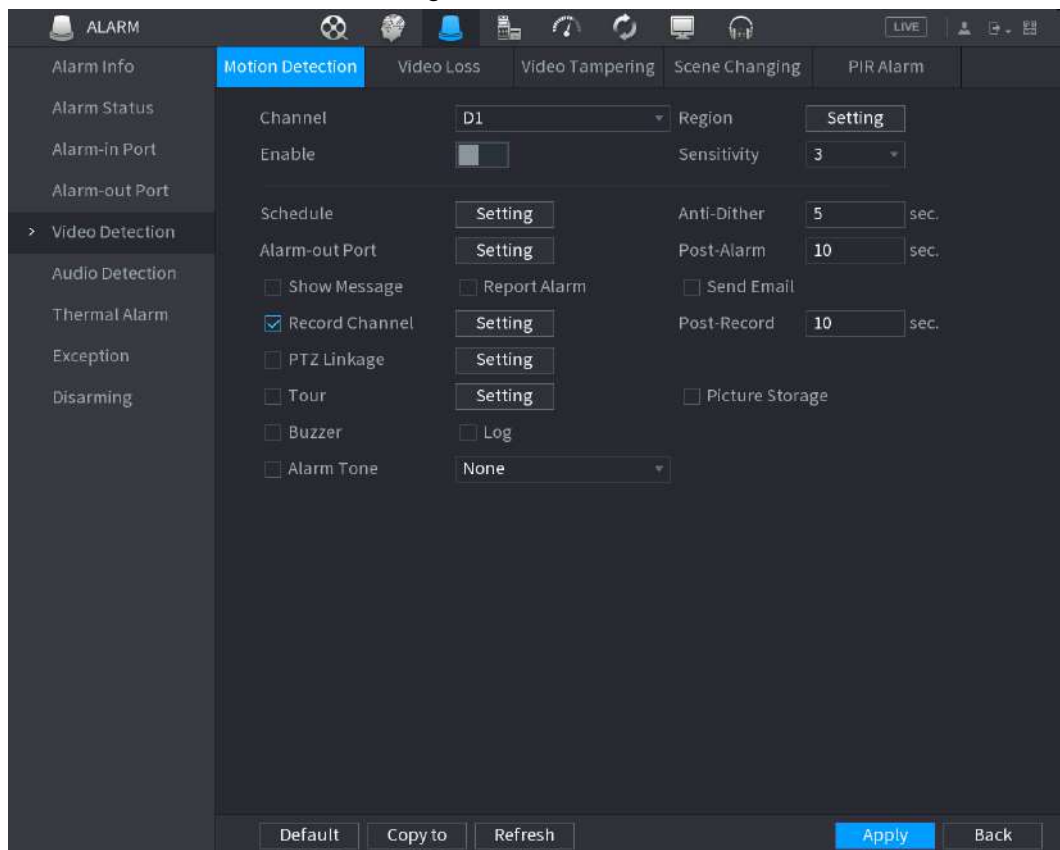 ALARM
LIVE
Alarm Info
Alarm Status
Alarm-in Port
Alarm-out Port
> Video Detection
Audio Detection
Thermal Alarm
Exception
Disarming
Motion Detection Video Loss Video Tampering Scene Changing PIR Alarm
Channel D1 Region Setting
Enable Sensitivity 3
Schedule Setting Anti-Dither 5 sec.
Alarm-out Port Setting Post-Alarm 10 sec.
Show Message Report Alarm Send Email
Record Channel Setting Post-Record 10 sec.
PTZ Linkage Setting
Tour Setting Picture Storage
Buzzer Log
Alarm Tone None
Default Copy to Refresh Apply Back